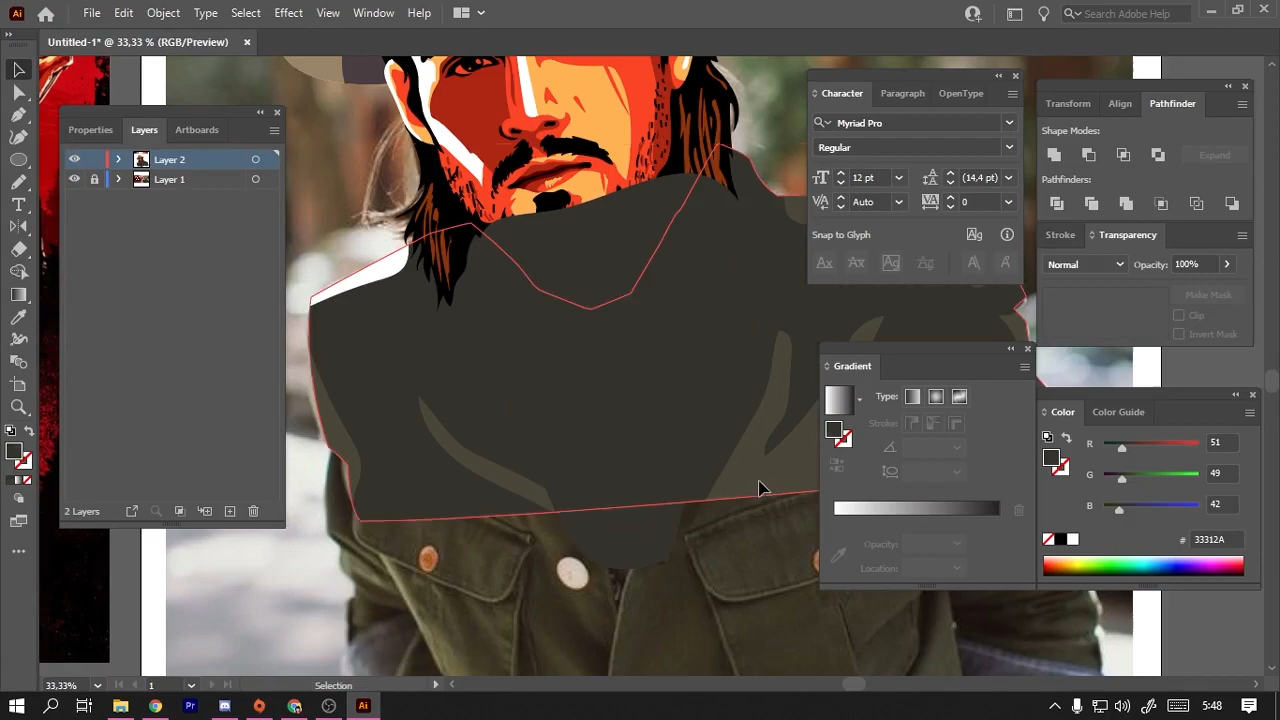 Ai File Edit Object Type Select Effect View Window Help Search Adobe Help
Untitled-1* @ 33,33 % (RGB/Preview)
Properties Layers Artboards
Layer 2
Layer 1
2 Layers
Character Paragraph OpenType
Myriad Pro
Regular
12 pt (14,4 pt)
Auto 0
Snap to Glyph
Transform Align Pathfinder
Shape Modes:
Expand
Pathfinders:
Stroke Transparency
Normal Opacity: 100%
Make Mask
Clip
Invert Mask
Gradient
Type:
Stroke:
Opacity:
Location:
Color Color Guide
R 51
G 49
B 42
# 33312A
33,33% 1 Selection
Pr Ai 5:48